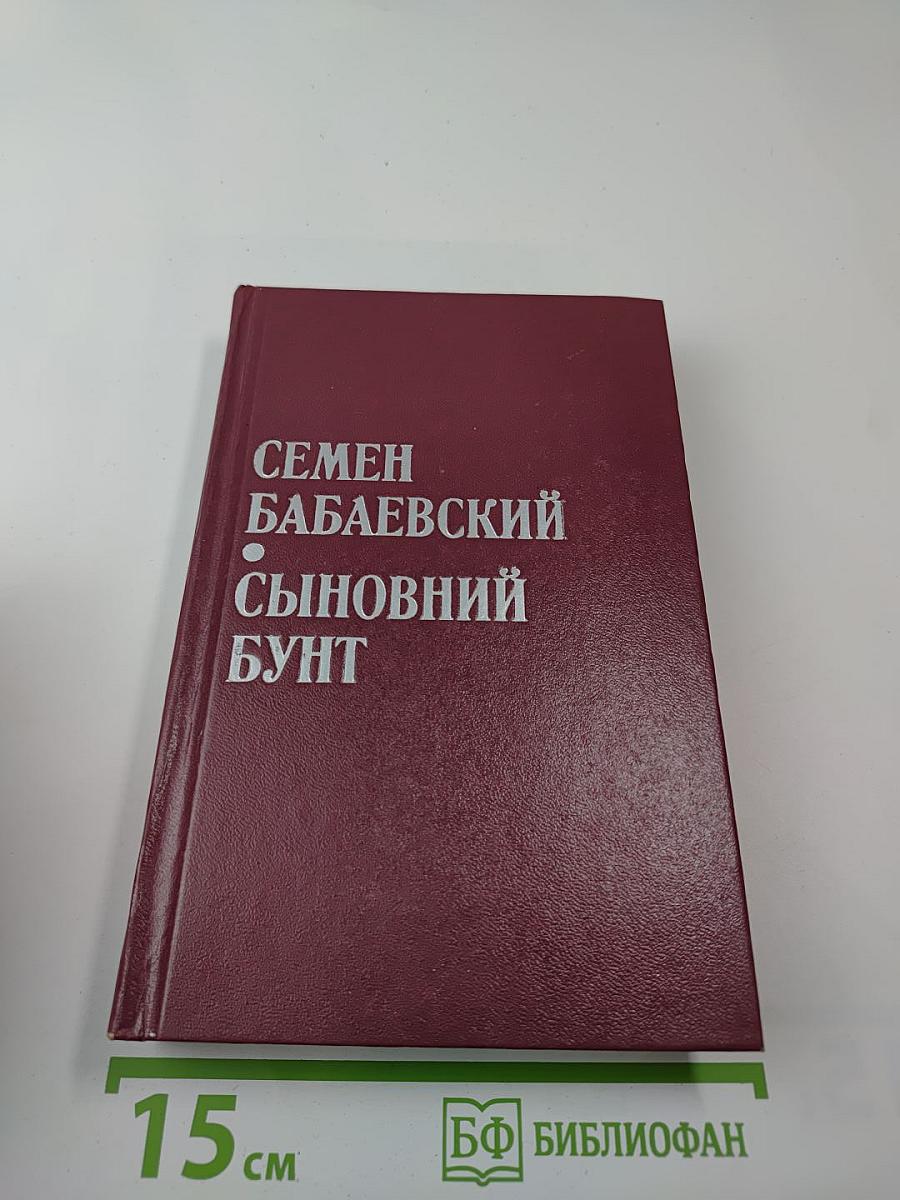 СЕМЕН
БАБАЕВСКИЙ
•
СЫНОВНИЙ
БУНТ
15 см
БФ БИБЛИОФАН